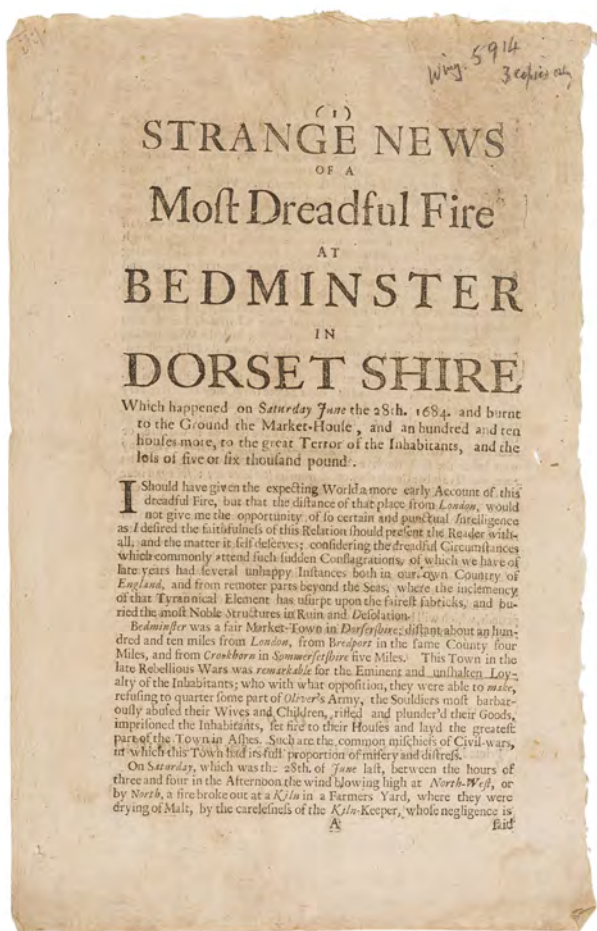 Wing. S914
3 copies only
(1)
STRANGE NEWS
OF A
Moſt Dreadful Fire
AT
BEDMINSTER
IN
DORSET SHIRE
Which happened on Saturday June the 28th. 1684. and burnt
to the Ground the Market-Houſe, and an hundred and ten
houſes more, to the great Terror of the Inhabitants, and the
loſs of five or ſix thouſand pound.
I Should have given the expecting World a more early Account of this
dreadful Fire, but that the diſtance of that place from London, would
not give me the opportunity of ſo certain and punctual Intelligence
as I deſired the faithfulneſs of this Relation ſhould preſent the Reader with-
all, and the matter it ſelf deſerves; conſidering the dreadful Circumſtances
which commonly attend ſuch ſudden Conflagrations, of which we have of
late years had ſeveral unhappy Inſtances both in our own Country of
England, and from remoter parts beyond the Seas, where the inclemency
of that Tyrannical Element has uſurpt upon the faireſt fabricks, and bu-
ried the moſt Noble Structures in Ruin and Deſolation.
Bedminſter was a fair Market-Town in Dorſetſhire; diſtant about an hun-
dred and ten miles from London, from Bredport in the ſame County four
Miles, and from Crookhorn in Sommerſetſhire five Miles. This Town in the
late Rebellious Wars was remarkable for the Eminent and unſhaken Loy-
alty of the Inhabitants; who with what oppoſition, they were able to make,
refuſing to quarter ſome part of Oliver's Army, the Souldiers moſt barbar-
ouſly abuſed their Wives and Children, rifled and plunder'd their Goods,
impriſoned the Inhabitants, ſet fire to their Houſes and layd the greateſt
part of the Town in Aſhes. Such are the common miſchiefs of Civil-wars,
in which this Town had its full proportion of miſery and diſtreſs.
On Saturday, which was the 28th. of June laſt, between the hours of
three and four in the Afternoon the wind blowing high at North-Weſt, or
by North, a fire broke out at a Kiln in a Farmers Yard, where they were
drying of Malt, by the careleſneſs of the Kiln-Keeper, whoſe negligence is
A ſaid